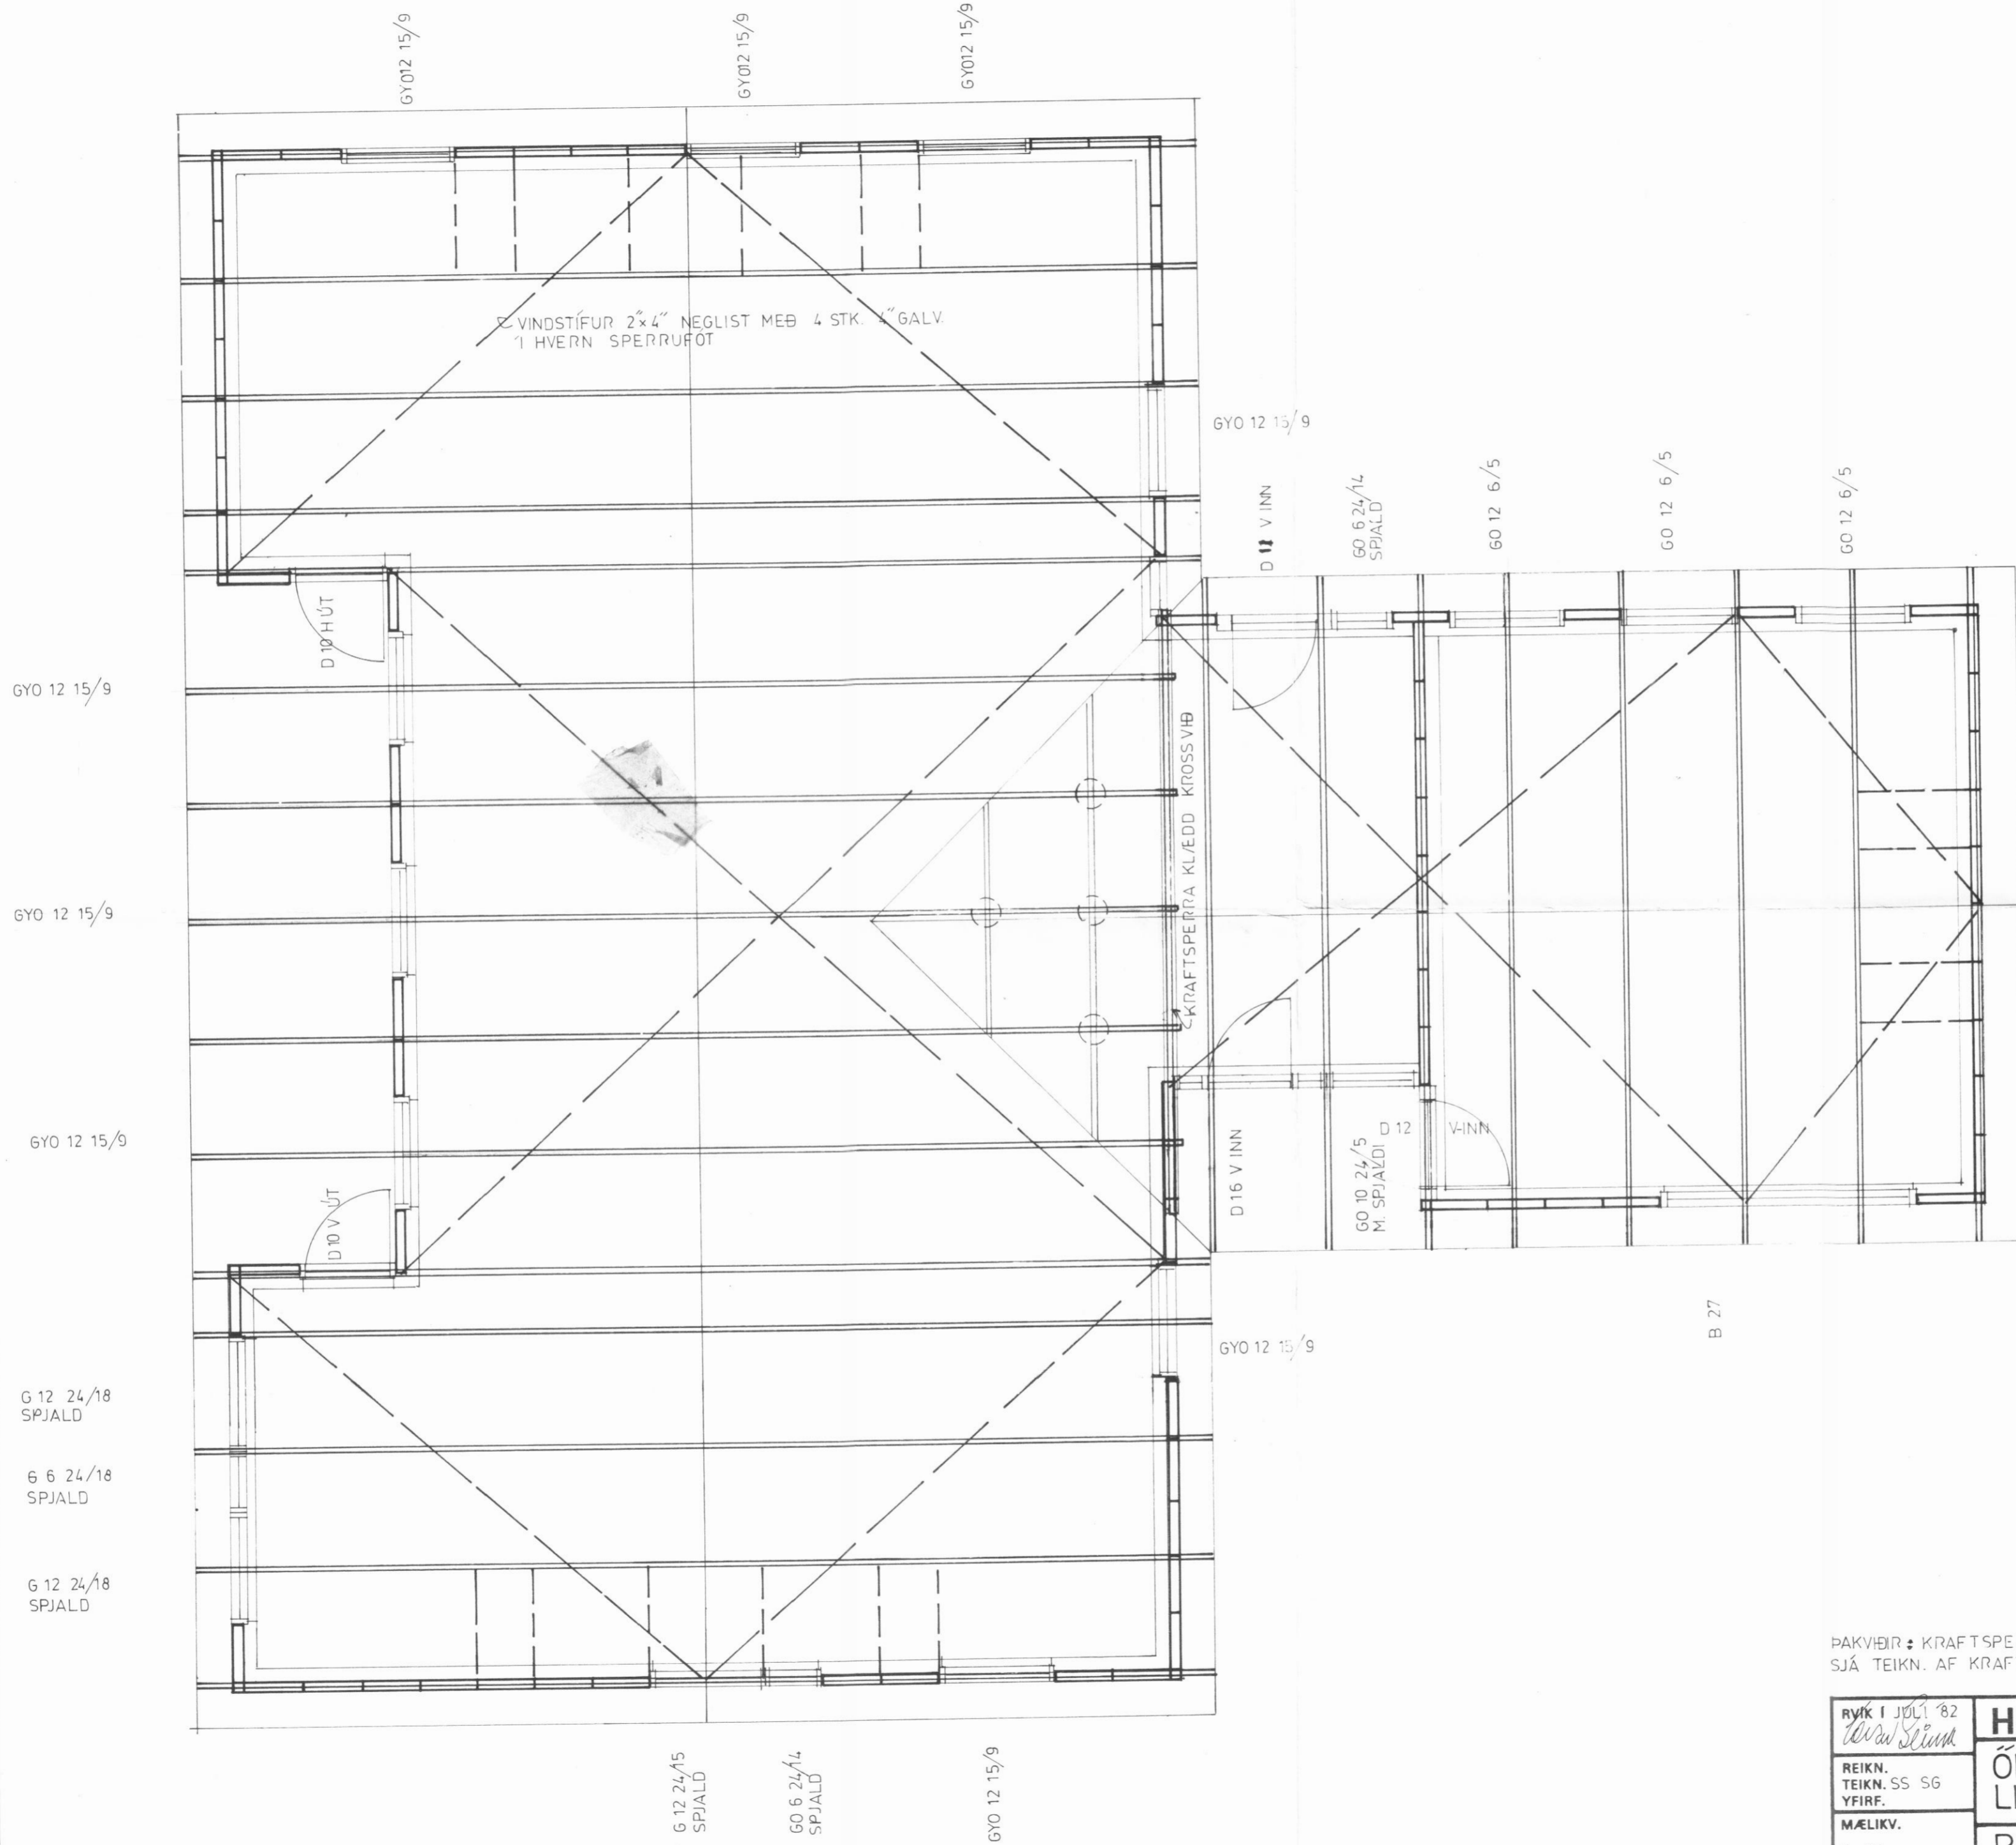 GYO12 15/9
GYO12 15/9
GYO12 15/9
VINDSTÍFUR 2"x4" NEGLIST MEÐ 4 STK. 4" GALV.
Í HVERN SPERRUFÓT
GYO 12 15/9
D VINN
GO 6 24/14
SPJALD
GO 12 6/5
GO 12 6/5
GO 12 6/5
D 10 H ÚT
GYO 12 15/9
KRAFTSPERRA KLÆDD KROSSVIÐ
GYO 12 15/9
GYO 12 15/9
D 12 V-INN
D 16 V INN
GO 10 24/5
M. SPJALDI
D 10 V ÚT
B 27
GYO 12 15/9
G 12 24/18
SPJALD
G 6 24/18
SPJALD
G 12 24/18
SPJALD
G 12 24/15
SPJALD
GO 6 24/14
SPJALD
GYO 12 15/9
ÞAKVIÐIR: KRAFTSPE
SJÁ TEIKN. AF KRAF
RVÍK 1 JÚLÍ '82
H
REIKN.
TEIKN. SS SG
YFIRF.
MÆLIKV.